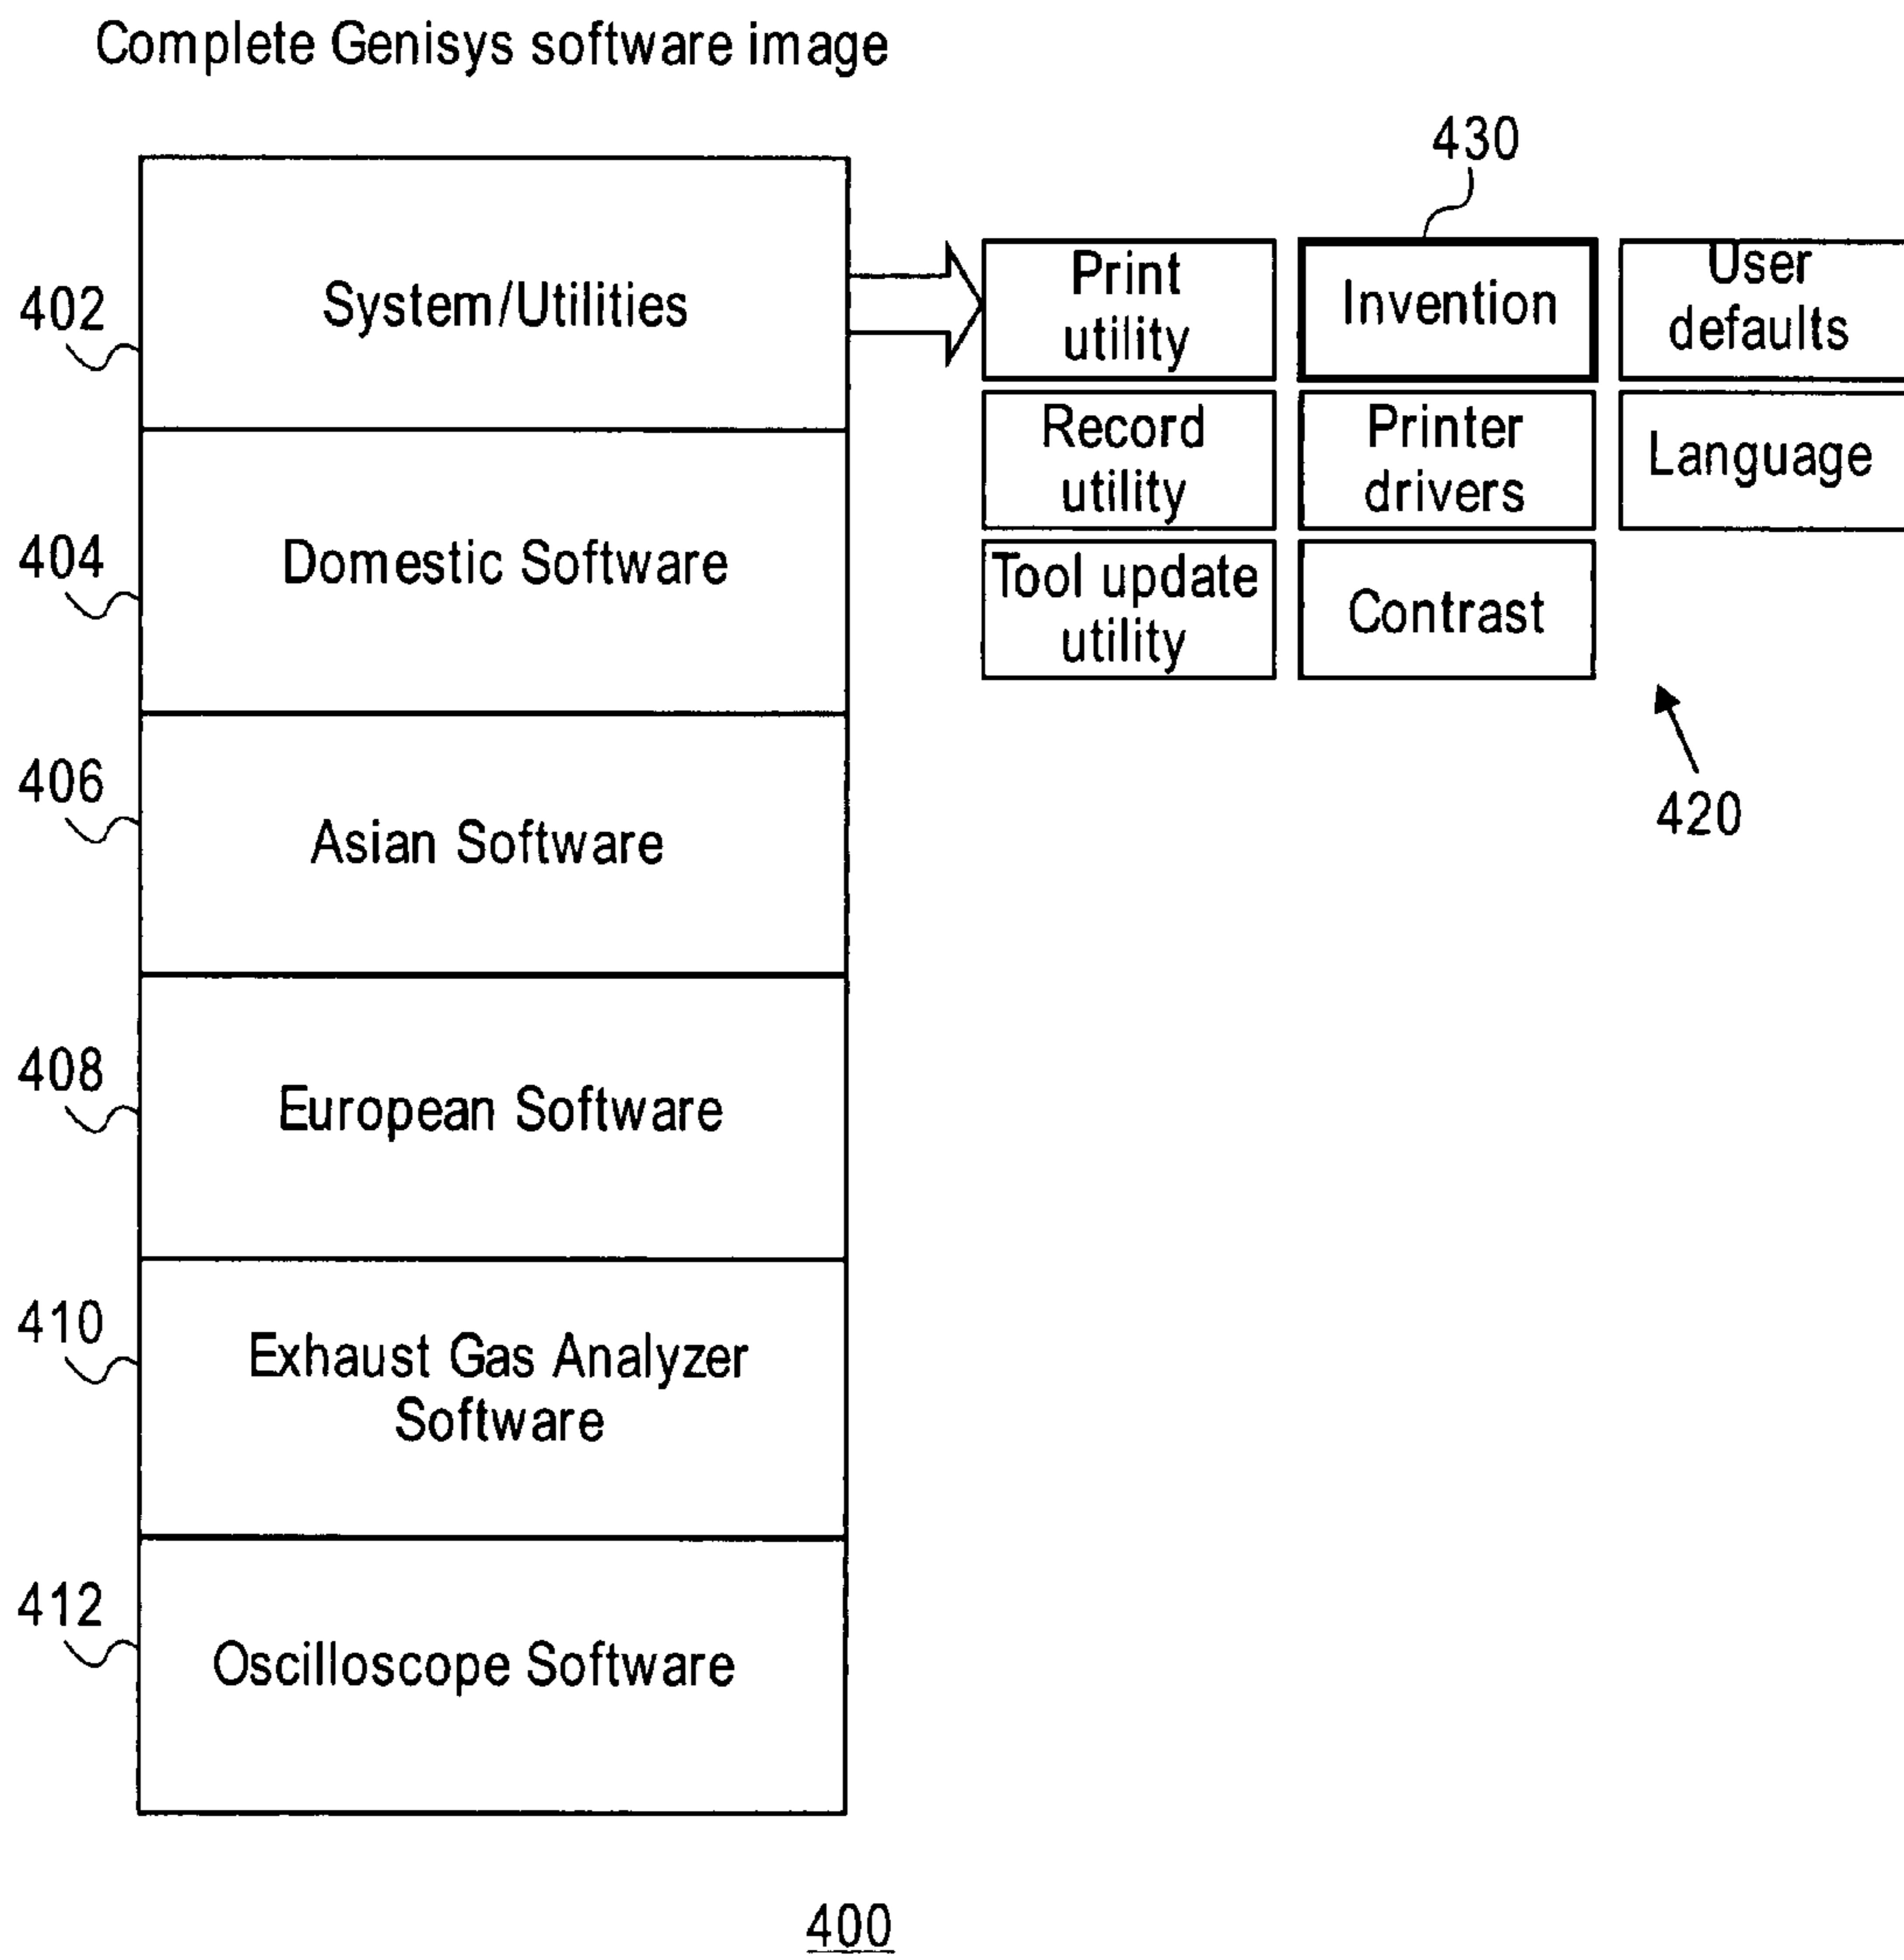 Complete Genisys software image
430
402
System/Utilities
Print
utility
Invention
User
defaults
Record
utility
Printer
drivers
Language
Tool update
utility
Contrast
420
404
Domestic Software
406
Asian Software
408
European Software
410
Exhaust Gas Analyzer
Software
412
Oscilloscope Software
400